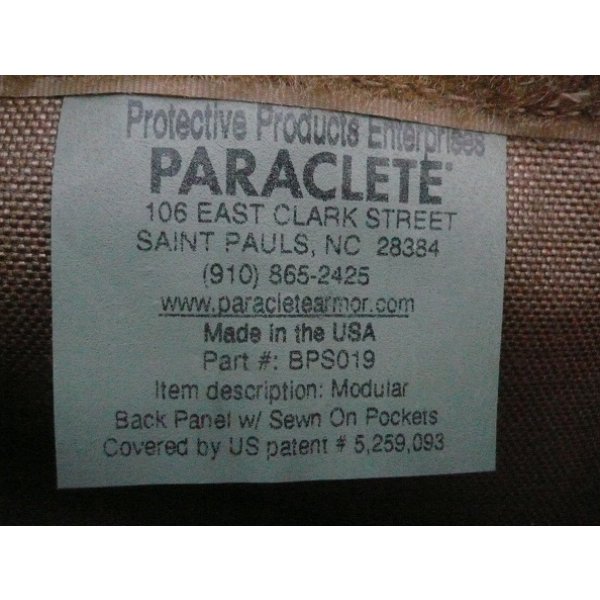 Protective Products Enterprises
PARACLETE
106 EAST CLARK STREET
SAINT PAULS, NC 28384
(910) 865-2425
www.paracletearmor.com
Made in the USA
Part #: BPS019
Item description: Modular
Back Panel w/ Sewn On Pockets
Covered by US patent # 5,259,093